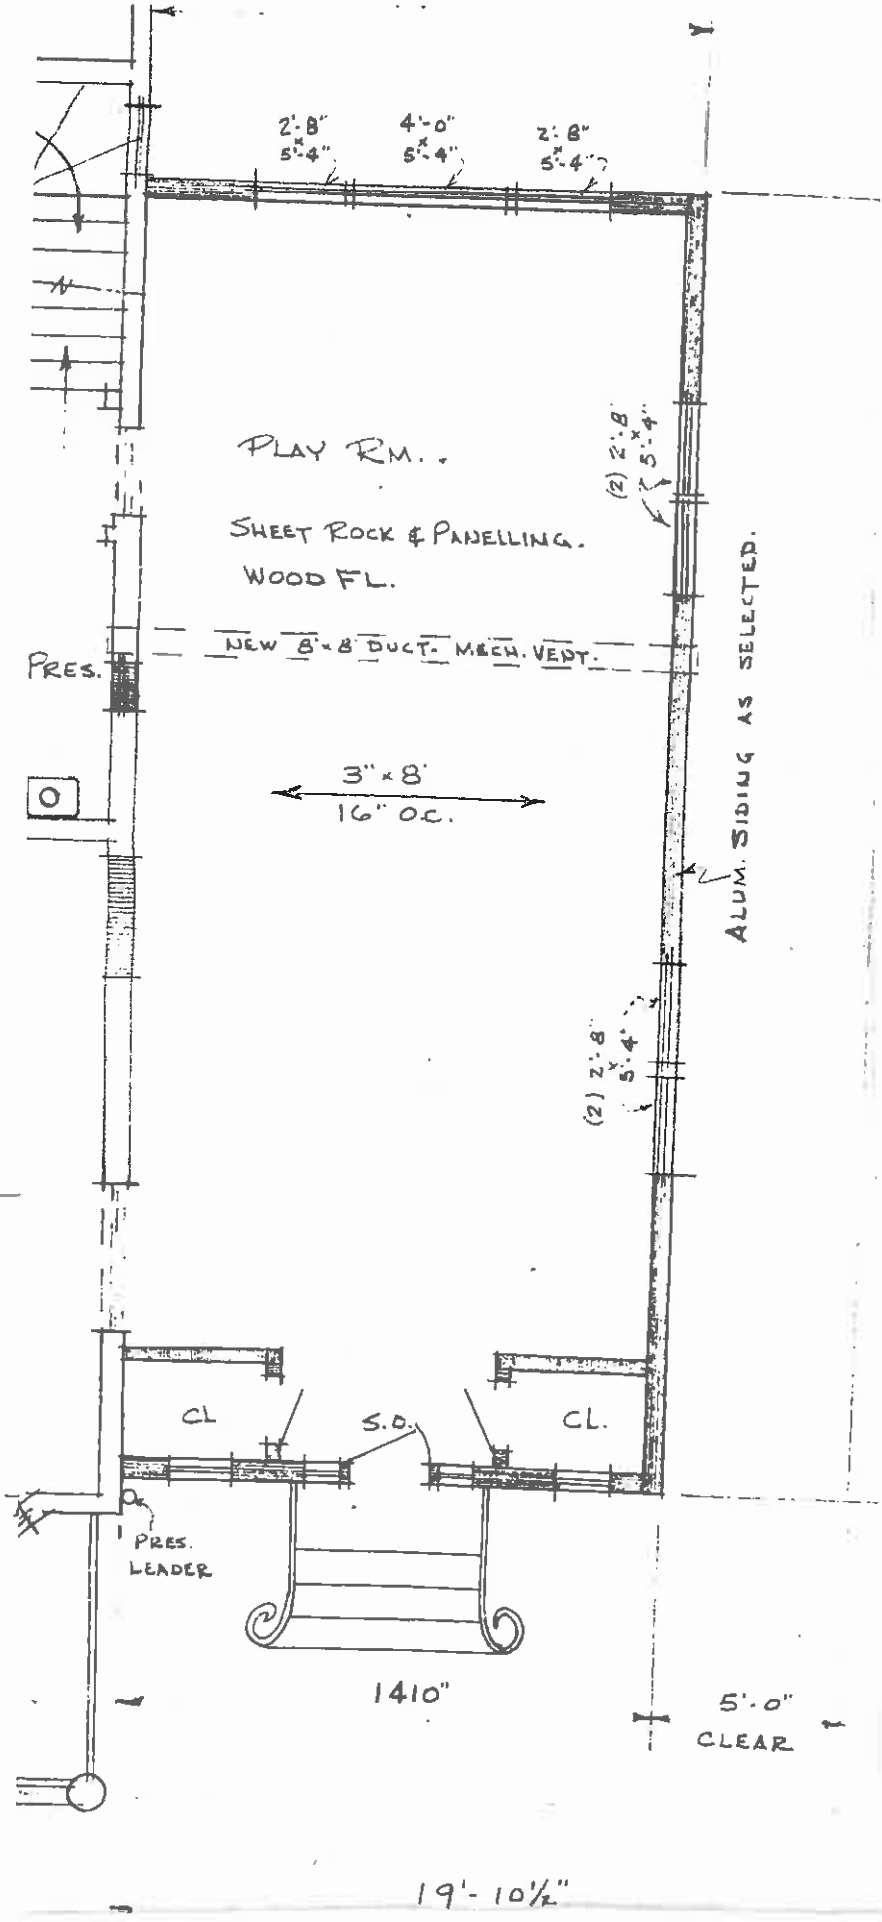 2'-8"
x
5'-4"
4'-0"
x
5'-4"
2'-8"
x
5'-4"
(2) 2'-8"
x
5'-4"
PLAY RM..
SHEET ROCK & PANELLING.
WOOD FL.
NEW 8"x8" DUCT- MECH. VENT.
PRES.
ALUM. SIDING AS SELECTED.
3" x 8"
16" O.C.
(2) 2'-8"
x
5'-4"
CL
S.D.
CL.
PRES.
LEADER
1410"
5'-0"
CLEAR
19'-10½"